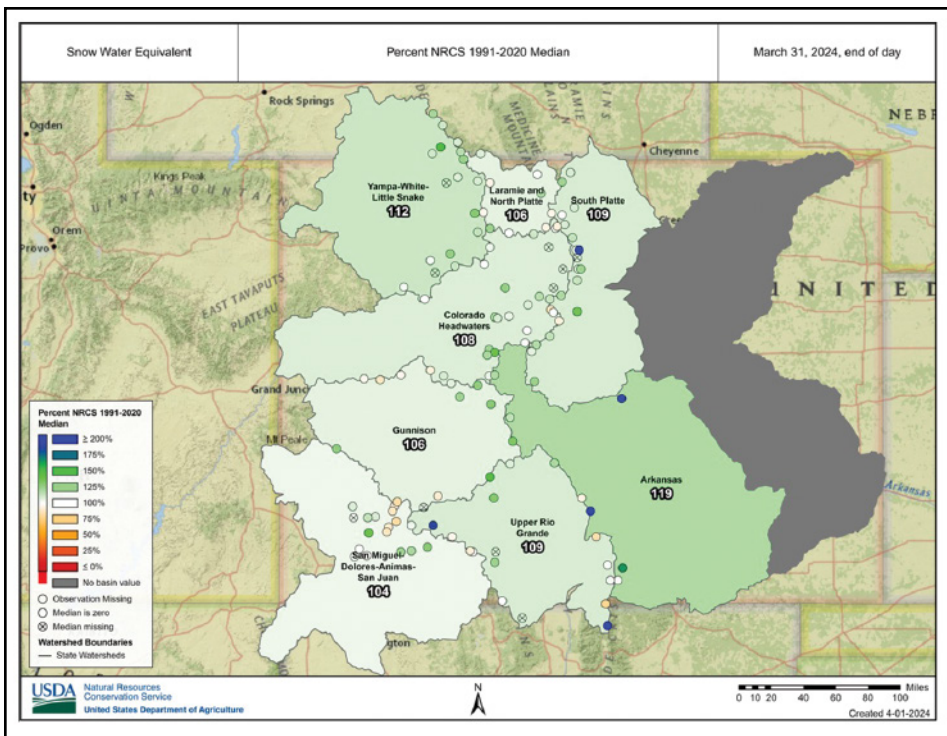 Snow Water Equivalent
Percent NRCS 1991-2020 Median
March 31, 2024, end of day
Rock Springs
Ogden
Kings Peak
UINTA MOUNTAIN
Orem
Provo
EAST TAVAPUTS
PLATEAU
MEDICINE
Cheyenne
NEBR
UNITED
Yampa-White-
Little Snake
112
Laramie and
North Platte
106
South Platte
109
Colorado
Headwaters
108
Grand Junc
Mt Peale
Gunnison
106
Arkansas
119
Arkansas
Upper Rio
Grande
109
San Miguel-
Dolores-Animas-
San Juan
104
ngton
Percent NRCS 1991-2020
Median
≥ 200%
175%
150%
125%
100%
75%
50%
25%
≤ 0%
No basin value
Observation Missing
Median is zero
Median missing
Watershed Boundaries
State Watersheds
USDA
Natural Resources
Conservation Service
United States Department of Agriculture
N
Miles
0 10 20 40 60 80 100
Created 4-01-2024